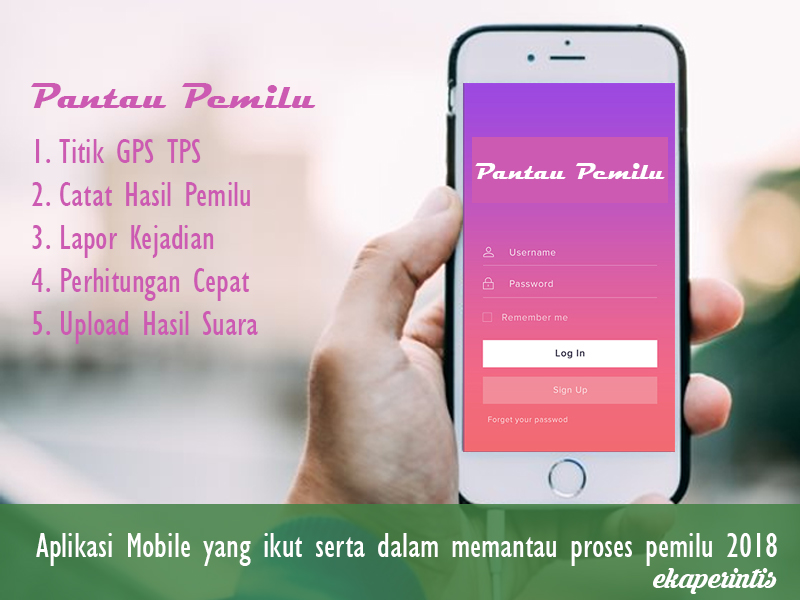 Pantau Pemilu
1. Titik GPS TPS
2. Catat Hasil Pemilu
3. Lapor Kejadian
4. Perhitungan Cepat
5. Upload Hasil Suara
Pantau Pemilu
Username
Password
Remember me
Log In
Sign Up
Forget your passwod
Aplikasi Mobile yang ikut serta dalam memantau proses pemilu 2018
ekaperintis